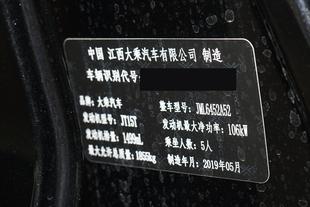 中国 江西大乘汽车有限公司 制造
车辆识别代号:
品牌: 大乘汽车 整车型号: JML6452A52
发动机型号: JT15T 发动机最大净功率: 106kW
发动机排量: 1499mL 乘坐人数: 5人
最大允许总质量: 1855kg 制造年月: 2019年05月